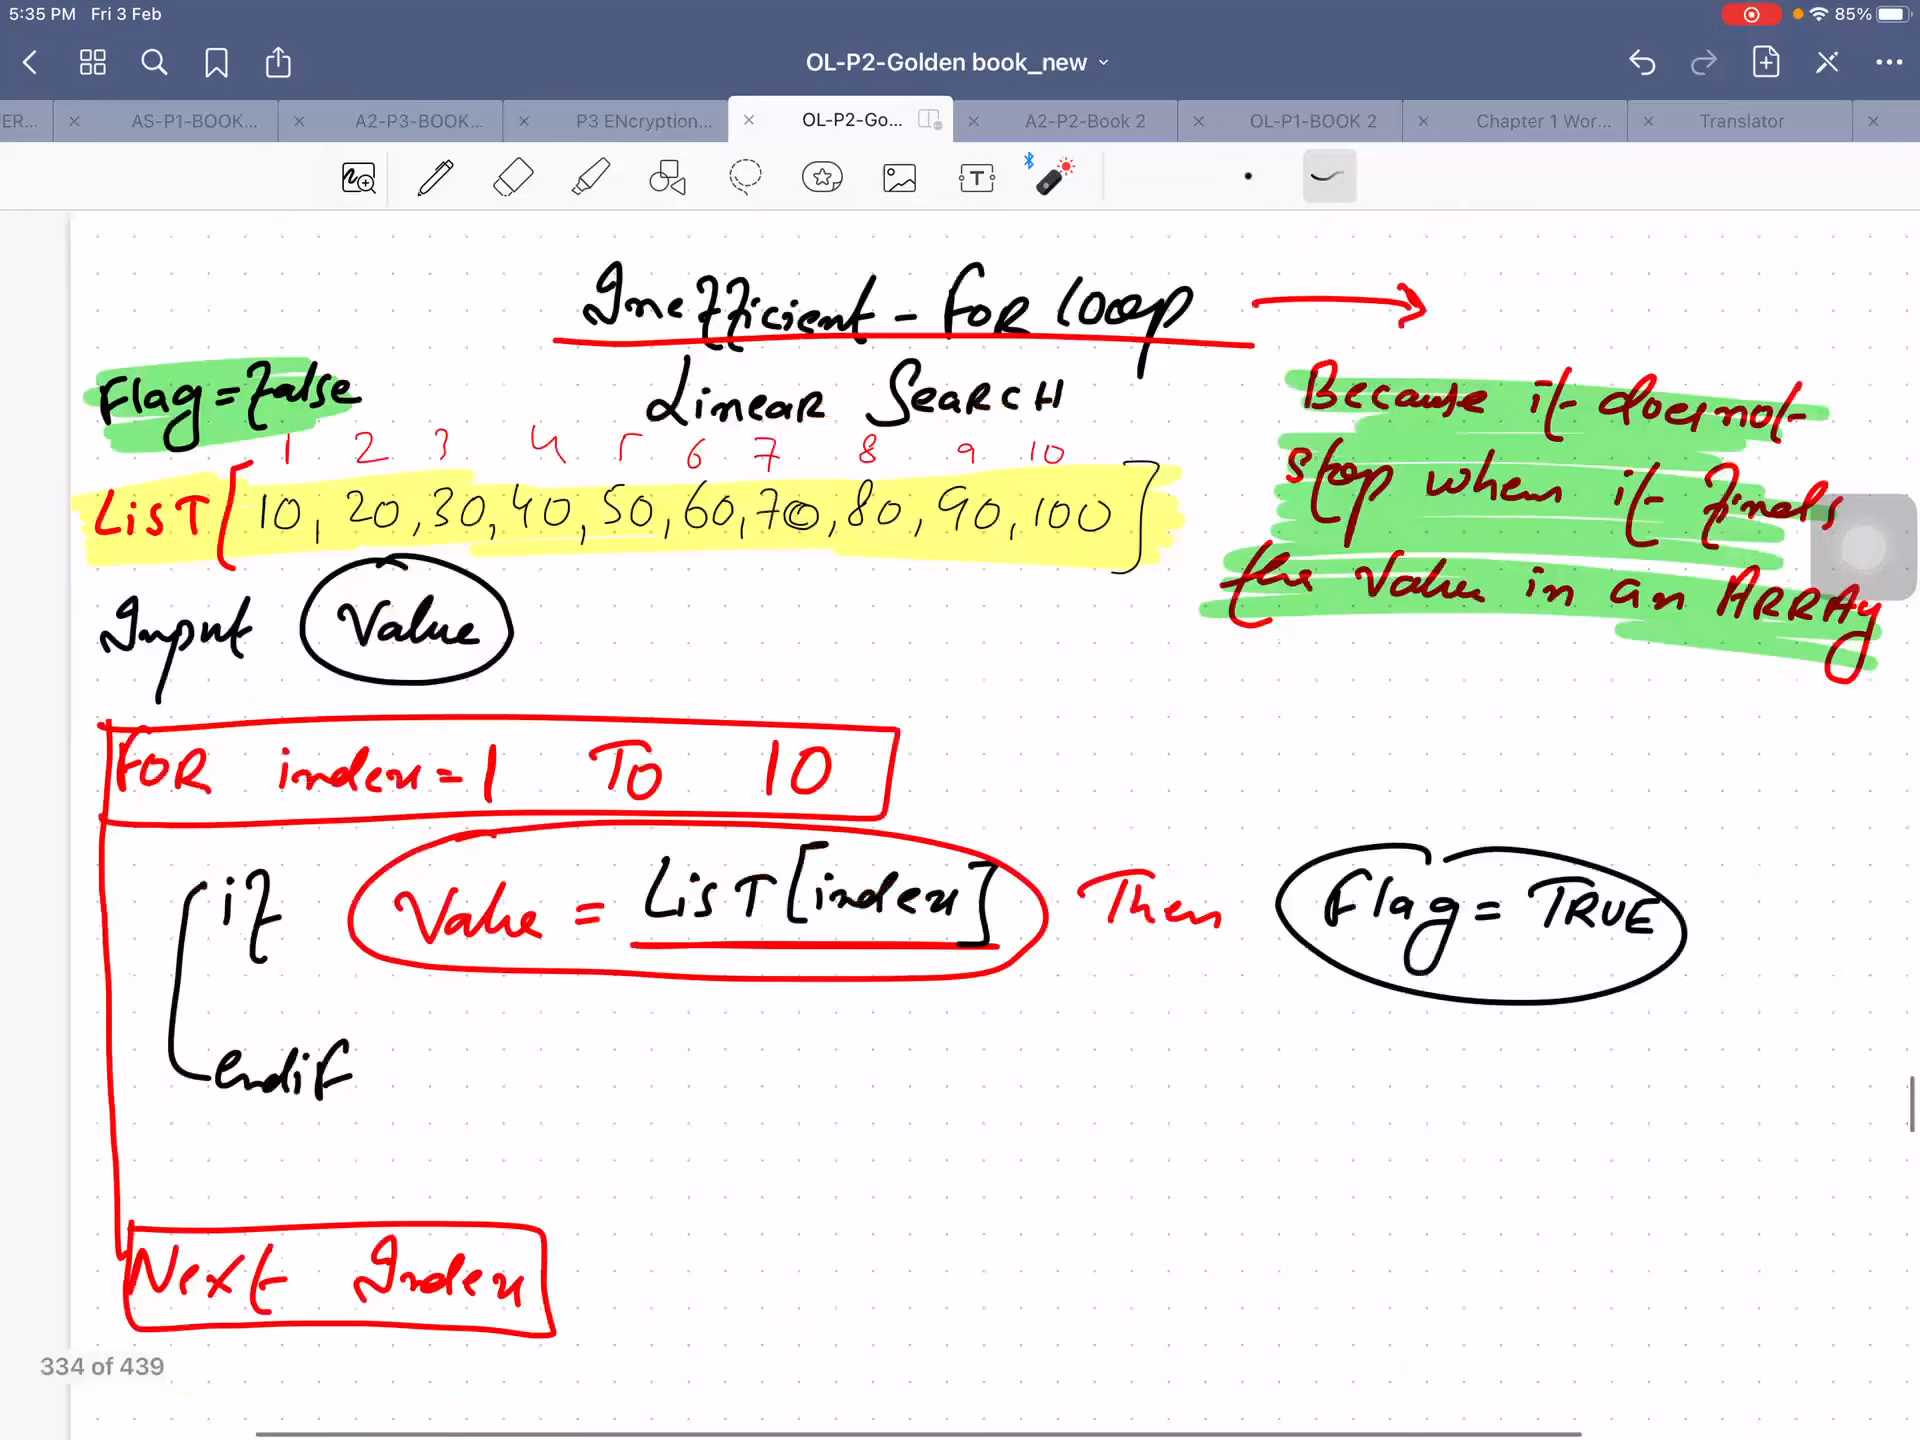 5:35 PM Fri 3 Feb
85%
OL-P2-Golden book_new
ER...
AS-P1-BOOK...
A2-P3-BOOK...
P3 ENcryption...
OL-P2-Go...
A2-P2-Book 2
OL-P1-BOOK 2
Chapter 1 Wor...
Translator
Inefficient - FOR loop
Flag = false
Linear SEARCH
Because it does not
stop when it finds
the value in an ARRAY
1 2 3 4 5 6 7 8 9 10
LisT [10, 20, 30, 40, 50, 60, 70, 80, 90, 100]
Input Value
FOR index = 1 To 10
if Value = LisT [index] Then Flag = TRUE
endif
Next Index
334 of 439